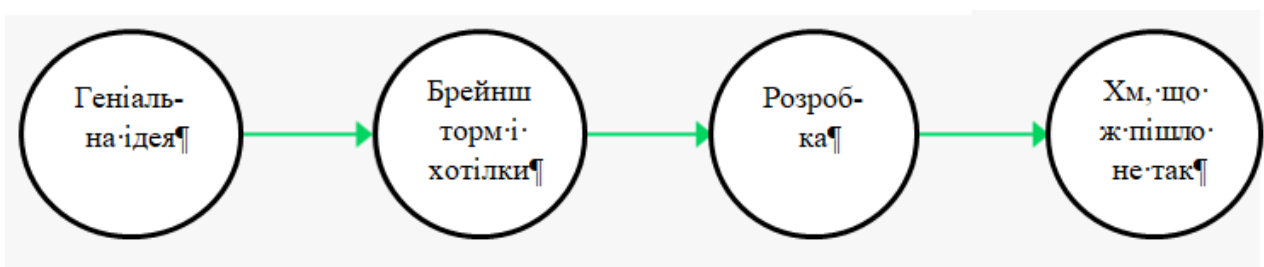 Геніаль-
на·ідея¶
Брейнш
торм·і·
хотілки¶
Розроб-
ка¶
Хм,·що·
ж·пішло·
не·так¶